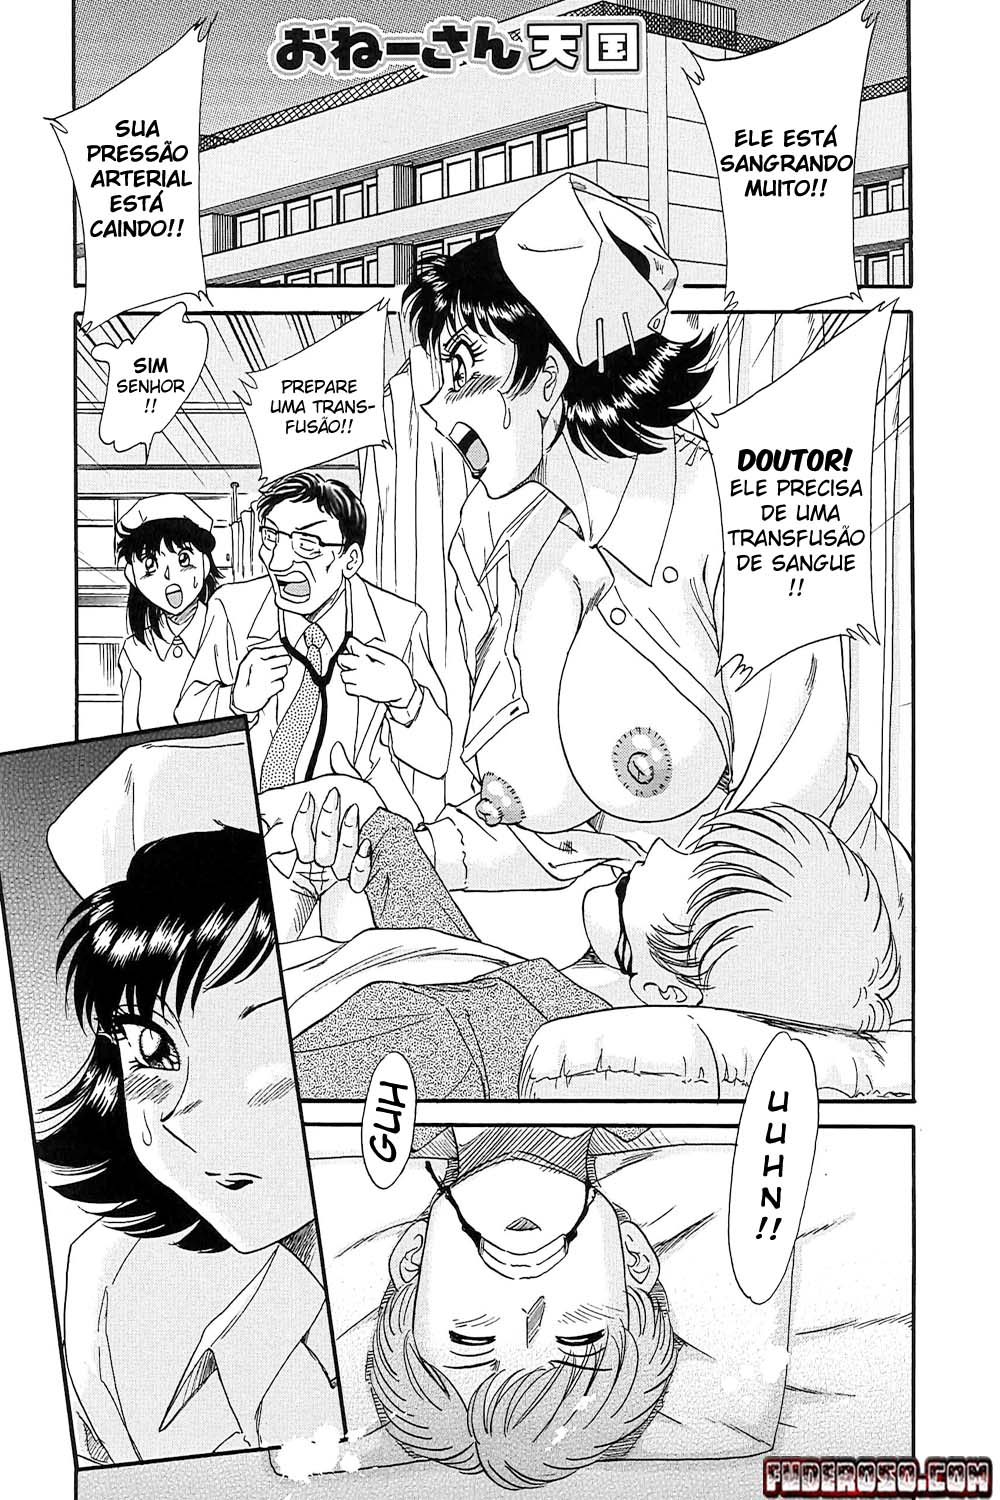 おねーさん天国
ELE ESTÁ
SANGRANDO
MUITO!!
SUA
PRESSÃO
ARTERIAL
ESTÁ
CAINDO!!
DOUTOR!
ELE PRECISA
DE UMA
TRANSFUSÃO
DE SANGUE
!!
PREPARE
UMA TRANS-
FUSÃO!!
SIM
SENHOR
!!
UUHN!!
GUH
FUDEROSO.COM